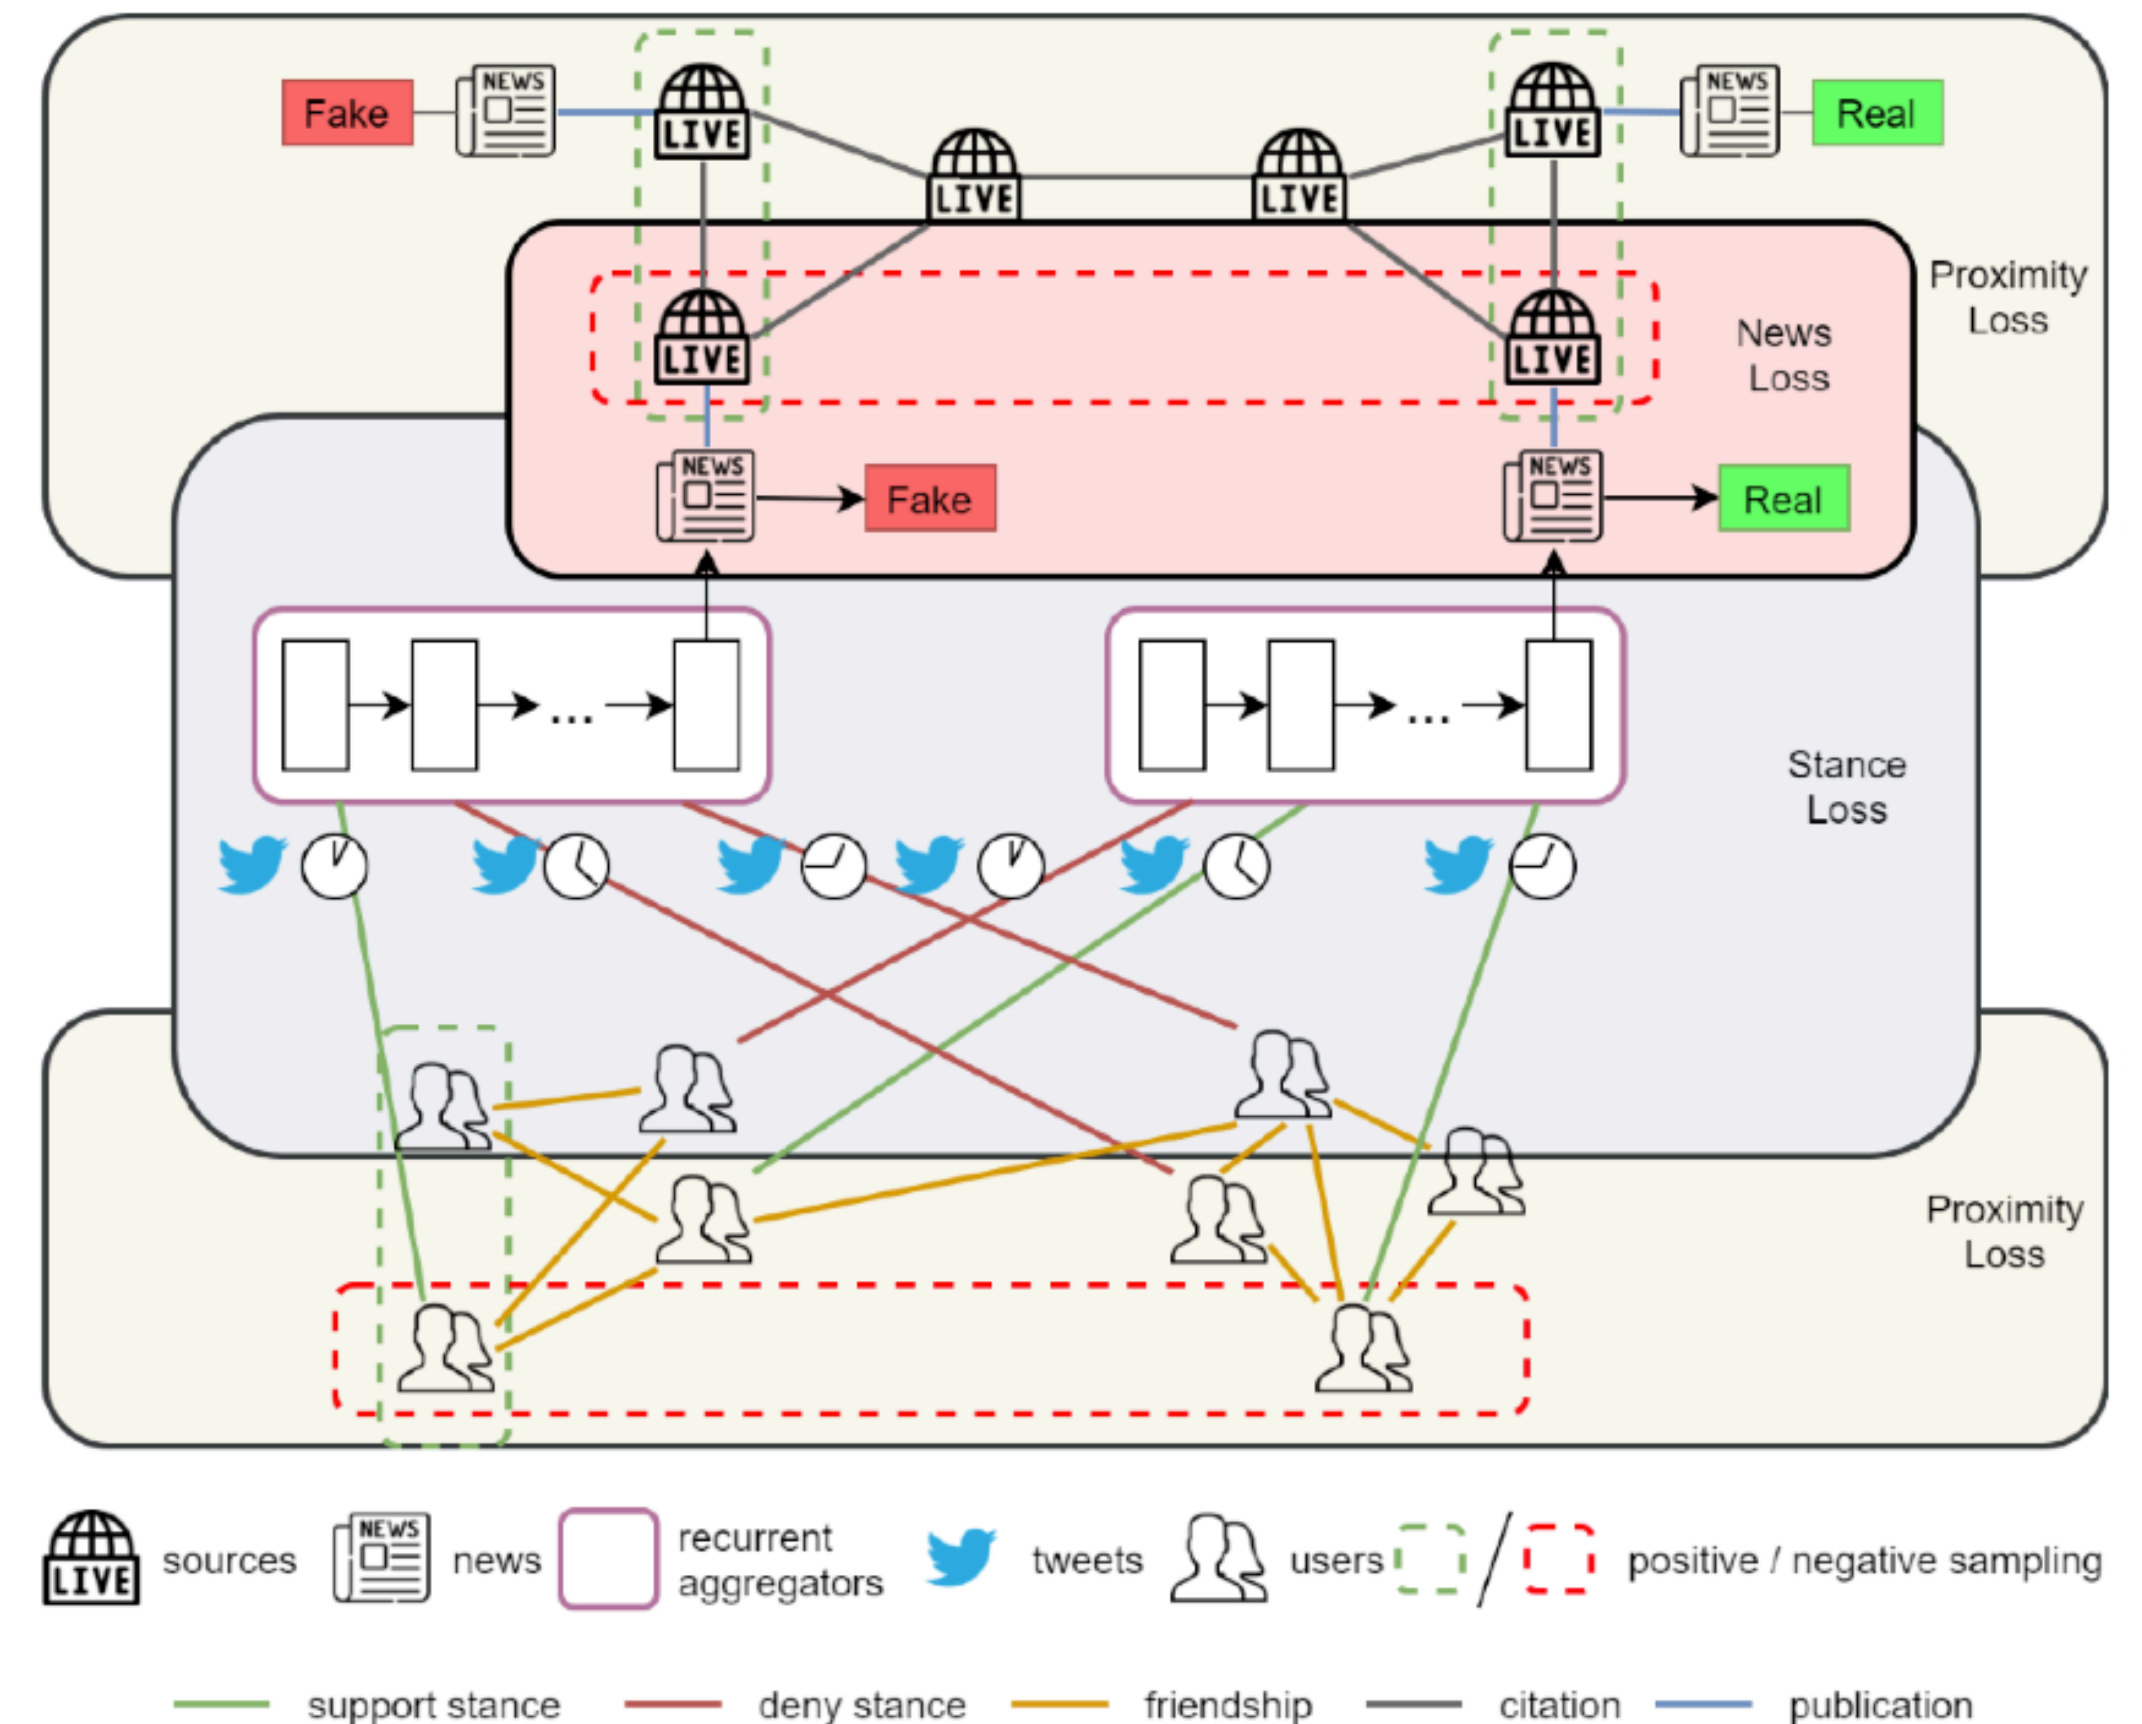 Fake
NEWS
LIVE
LIVE
NEWS
Real
LIVE
LIVE
Proximity
Loss
LIVE
LIVE
News
Loss
NEWS
Fake
NEWS
Real
...
...
Stance
Loss
Proximity
Loss
LIVE
sources
NEWS
news
recurrent
aggregators
tweets
users
/
positive / negative sampling
support stance
deny stance
friendship
citation
publication